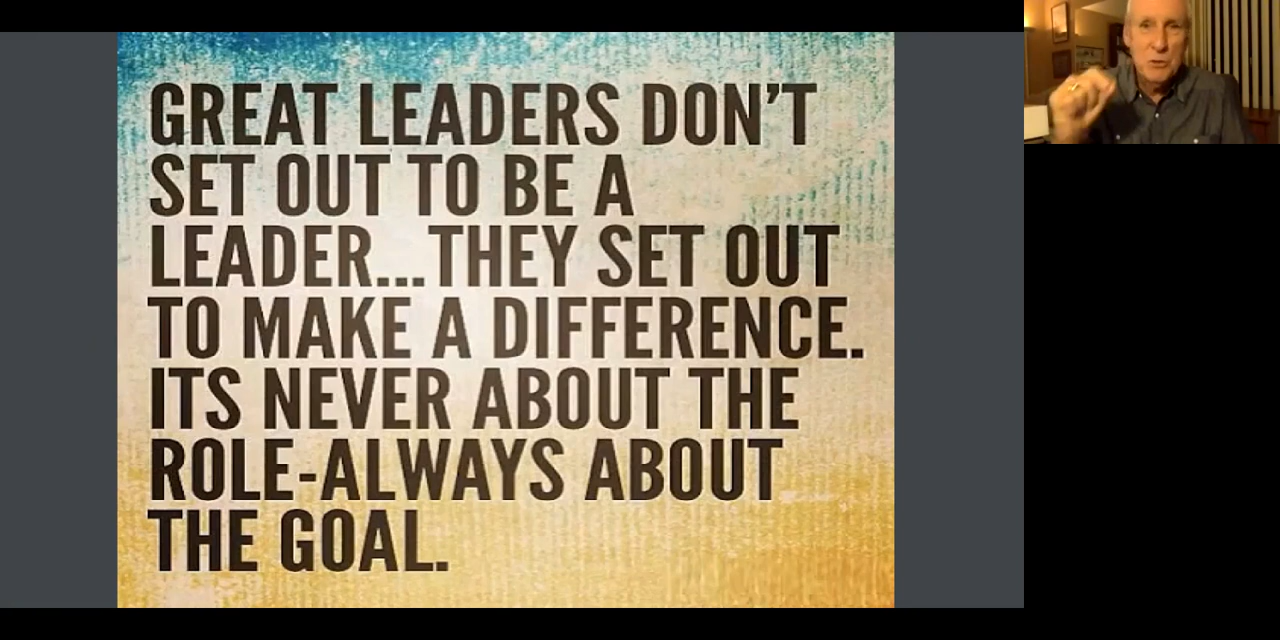 GREAT LEADERS DON'T
SET OUT TO BE A
LEADER...THEY SET OUT
TO MAKE A DIFFERENCE.
ITS NEVER ABOUT THE
ROLE-ALWAYS ABOUT
THE GOAL.